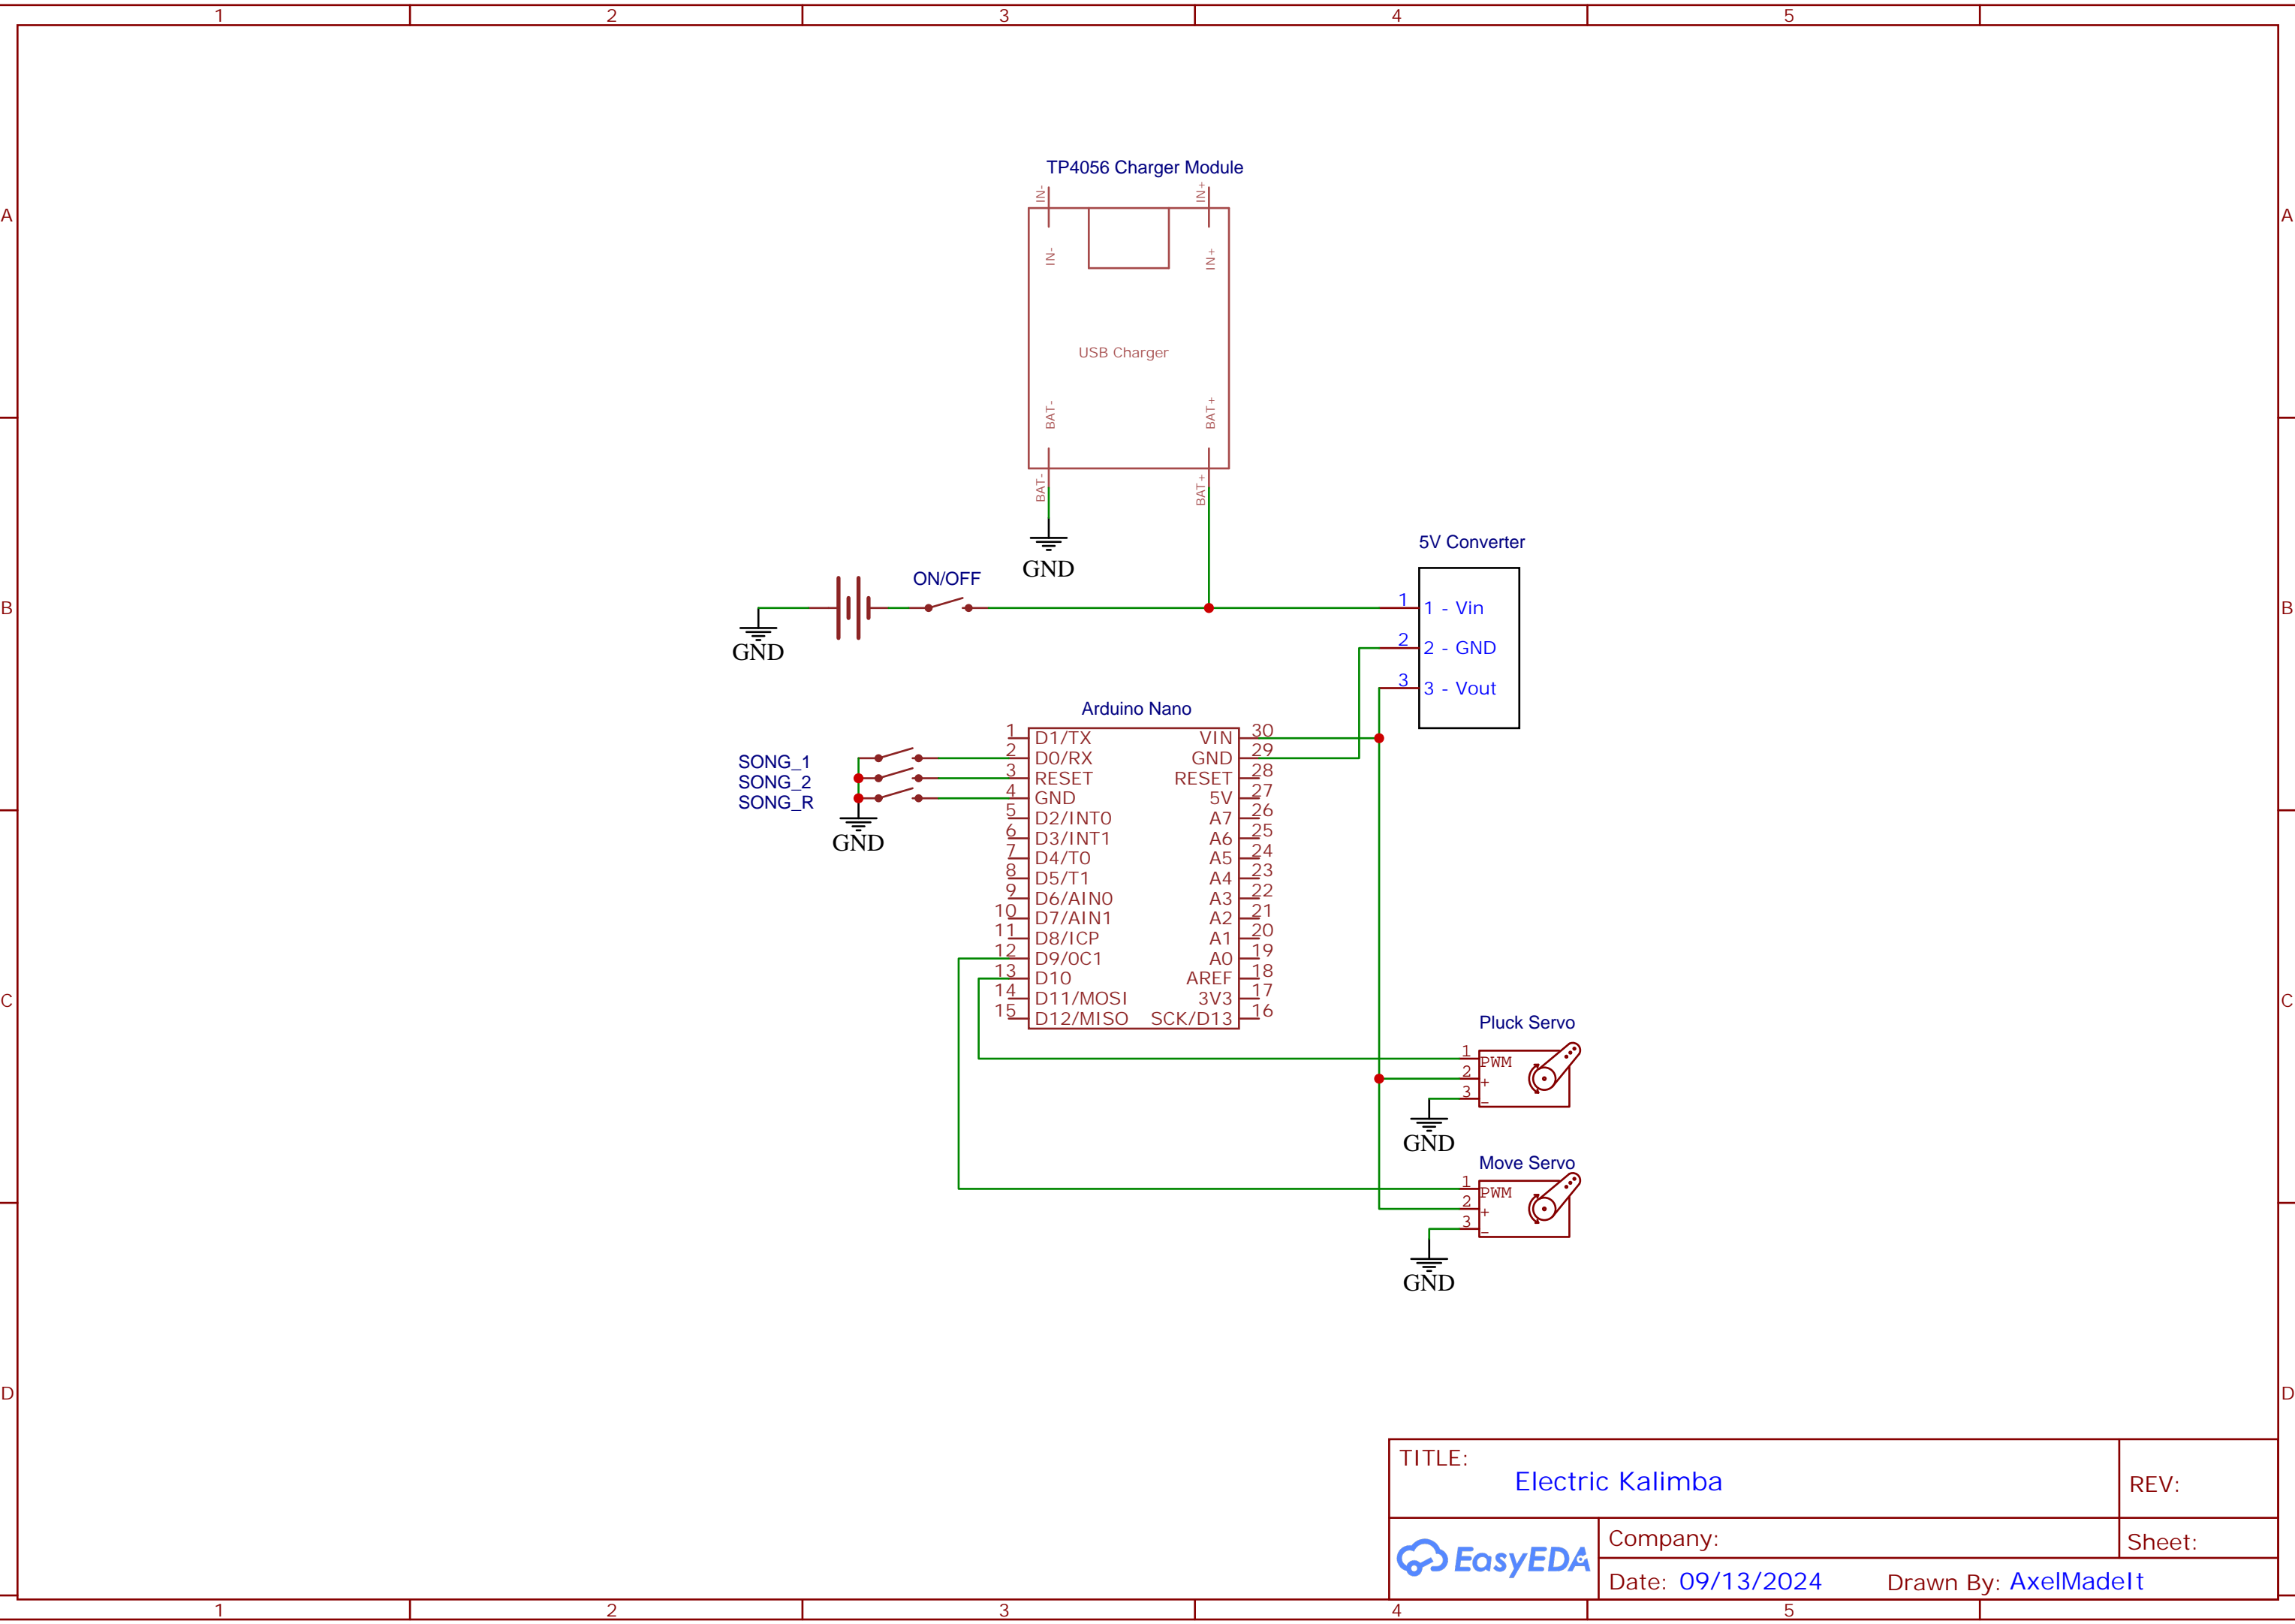 1 2 3 4 5
A A
TP4056 Charger Module
IN- IN+
IN- IN+
USB Charger
BAT- BAT+
BAT- BAT+
GND
B B
5V Converter
1 1 - Vin
2 2 - GND
3 3 - Vout
ON/OFF
GND
Arduino Nano
1 D1/TX VIN 30
2 D0/RX GND 29
3 RESET RESET 28
4 GND 5V 27
5 D2/INT0 A7 26
6 D3/INT1 A6 25
7 D4/T0 A5 24
8 D5/T1 A4 23
9 D6/AIN0 A3 22
10 D7/AIN1 A2 21
11 D8/ICP A1 20
12 D9/0C1 A0 19
13 D10 AREF 18
14 D11/MOSI 3V3 17
15 D12/MISO SCK/D13 16
SONG_1
SONG_2
SONG_R
GND
C C
Pluck Servo
1 PWM
2 +
3 -
GND
Move Servo
1 PWM
2 +
3 -
GND
D D
TITLE:
Electric Kalimba
REV:
EasyEDA
Company:
Sheet:
Date: 09/13/2024
Drawn By: AxelMadeIt
1 2 3 4 5